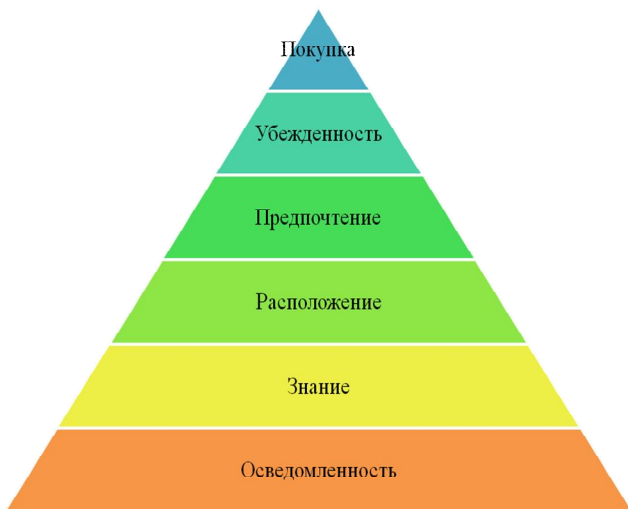 Покупка
Убежденность
Предпочтение
Расположение
Знание
Осведомленность